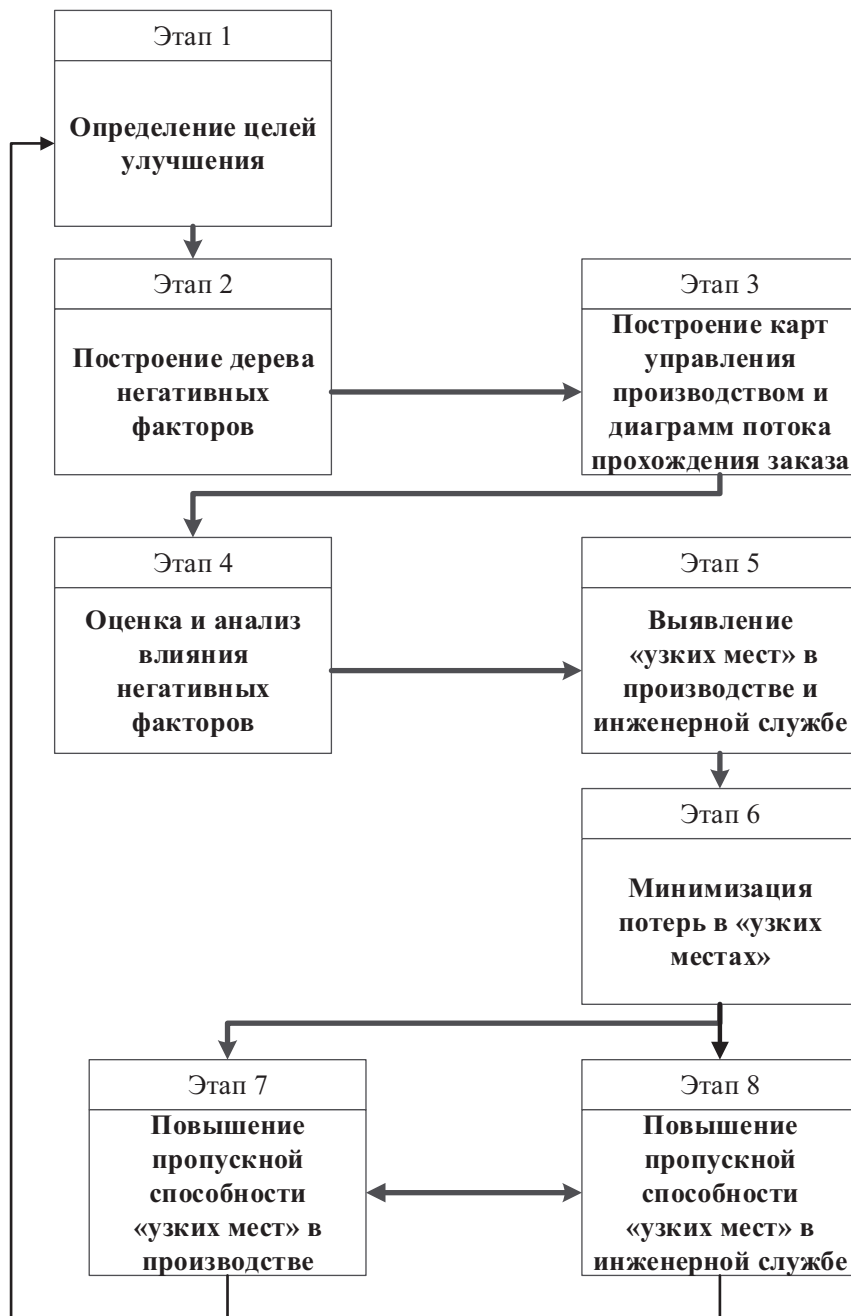 Этап 1
Определение целей
улучшения
Этап 2
Построение дерева
негативных
факторов
Этап 3
Построение карт
управления
производством и
диаграмм потока
прохождения заказа
Этап 4
Оценка и анализ
влияния
негативных
факторов
Этап 5
Выявление
«узких мест» в
производстве и
инженерной службе
Этап 6
Минимизация
потерь в «узких
местах»
Этап 7
Повышение
пропускной
способности
«узких мест» в
производстве
Этап 8
Повышение
пропускной
способности
«узких мест» в
инженерной службе